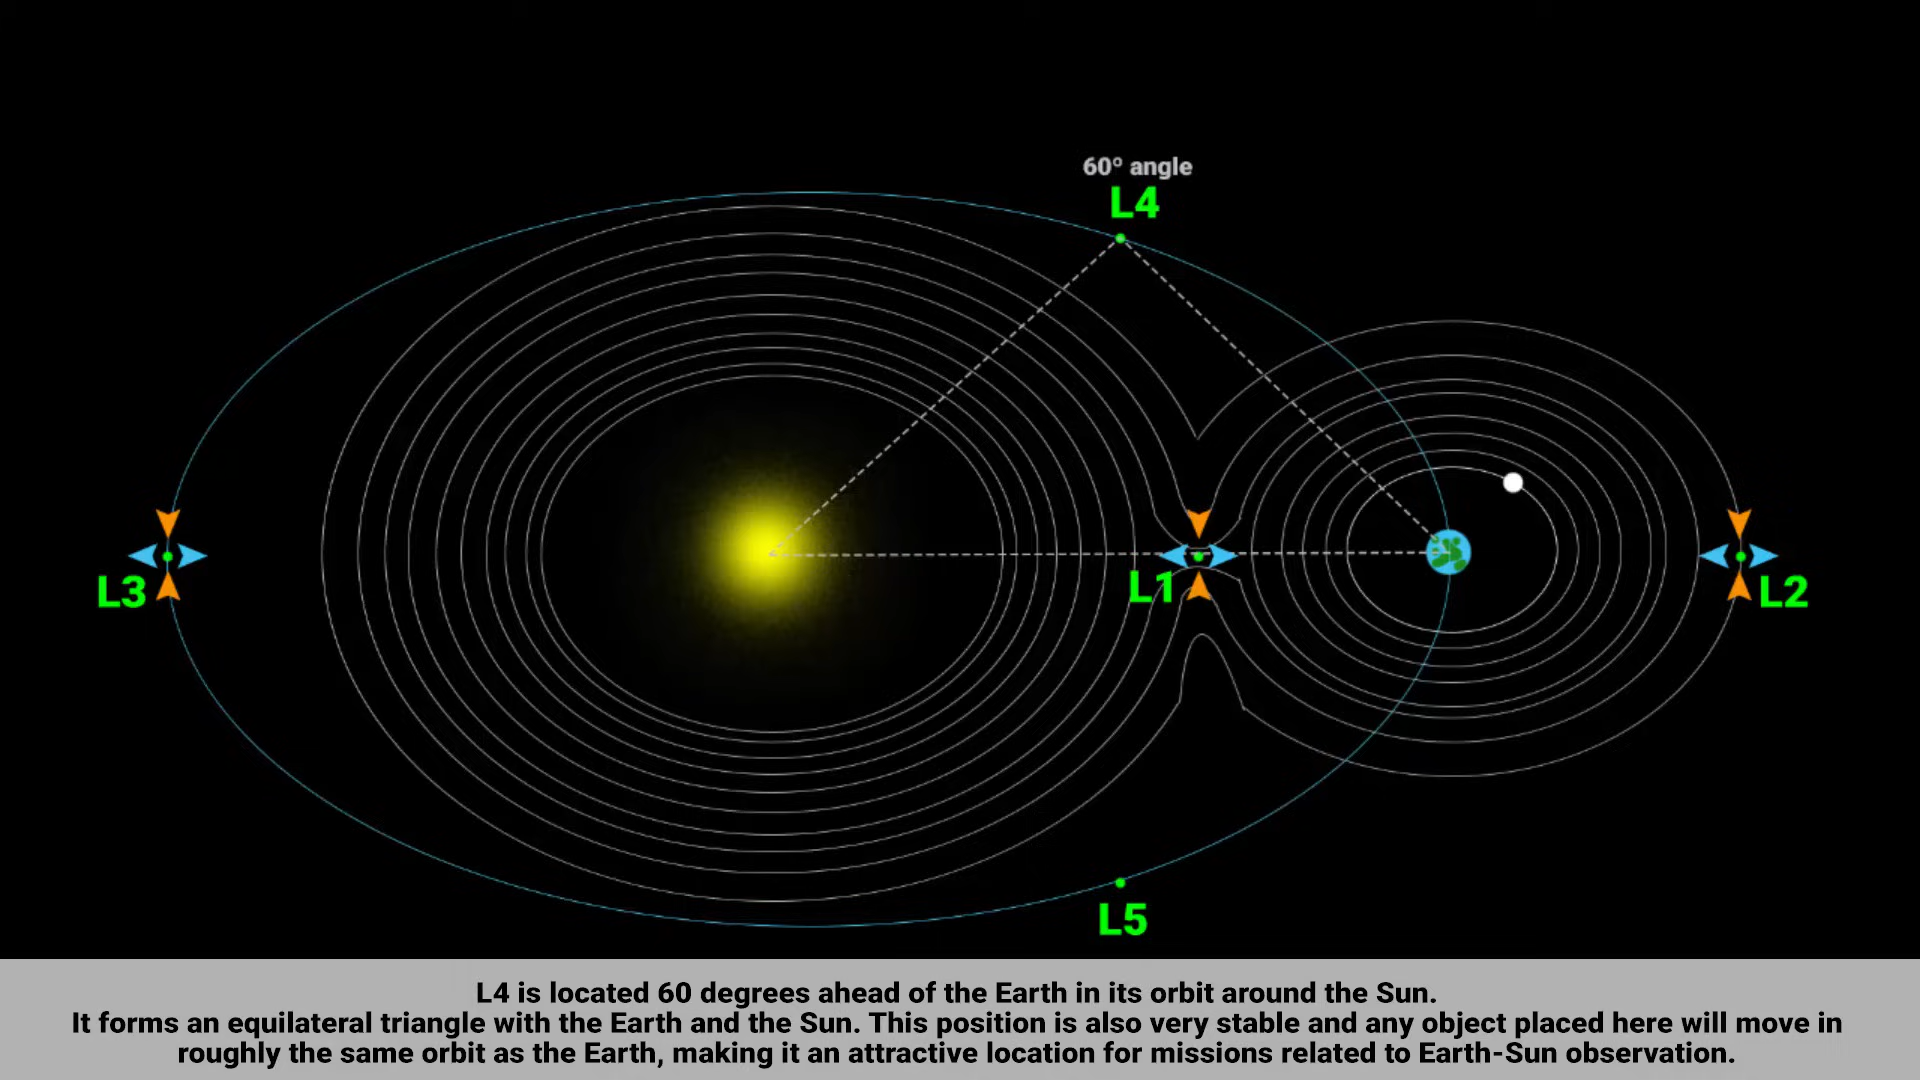 60º angle
L4
L3
L1
L2
L5
L4 is located 60 degrees ahead of the Earth in its orbit around the Sun.
It forms an equilateral triangle with the Earth and the Sun. This position is also very stable and any object placed here will move in
roughly the same orbit as the Earth, making it an attractive location for missions related to Earth-Sun observation.